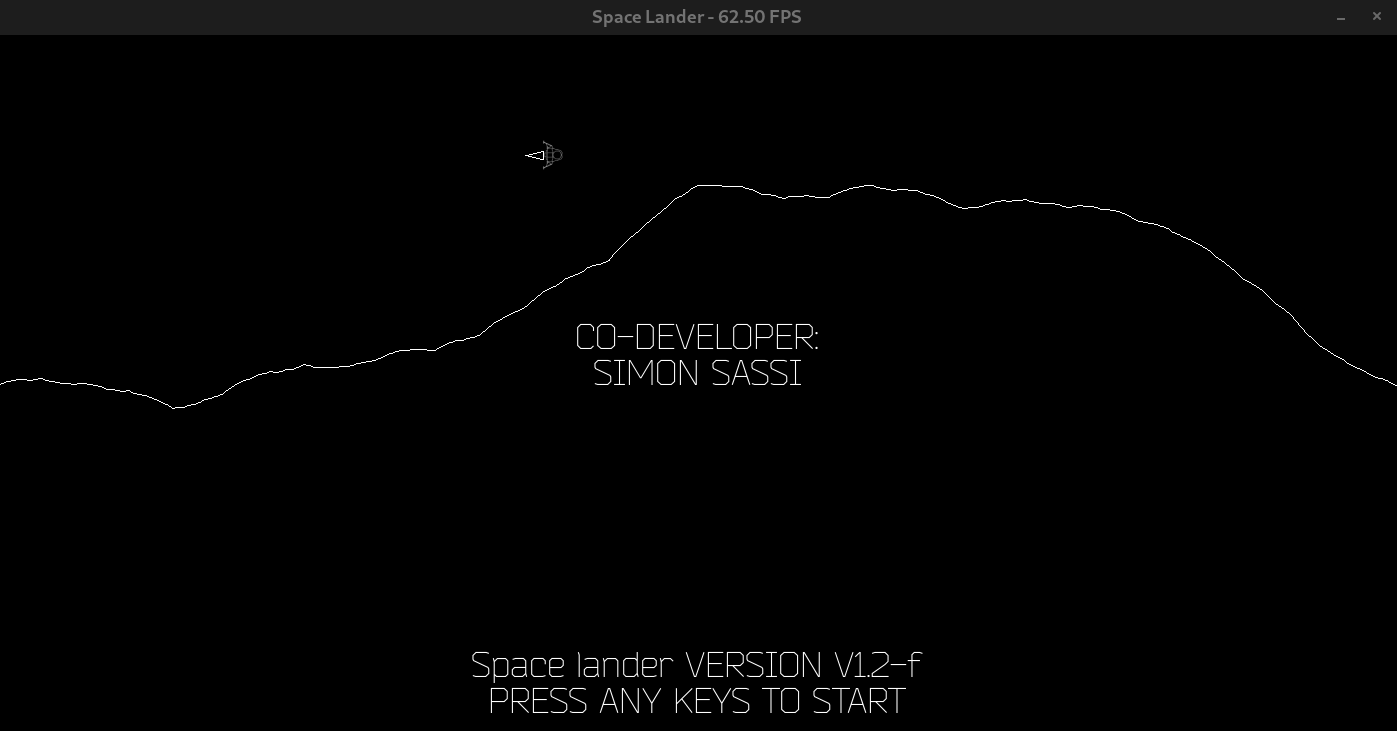 Space Lander - 62.50 FPS
CO-DEVELOPER:
SIMON SASSI
Space lander VERSION V1.2-f
PRESS ANY KEYS TO START